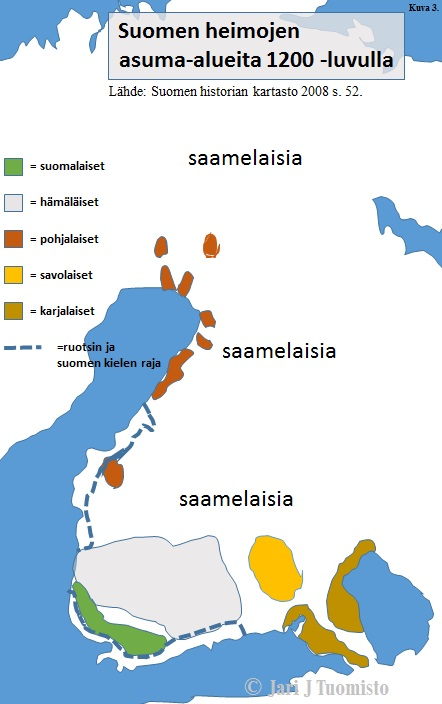 Kuva 3.
Suomen heimojen
asuma-alueita 1200 -luvulla
Lähde: Suomen historian kartasto 2008 s. 52.
saamelaisia
= suomalaiset
= hämäläiset
= pohjalaiset
= savolaiset
= karjalaiset
=ruotsin ja
suomen kielen raja
saamelaisia
saamelaisia
© Jari J Tuomisto